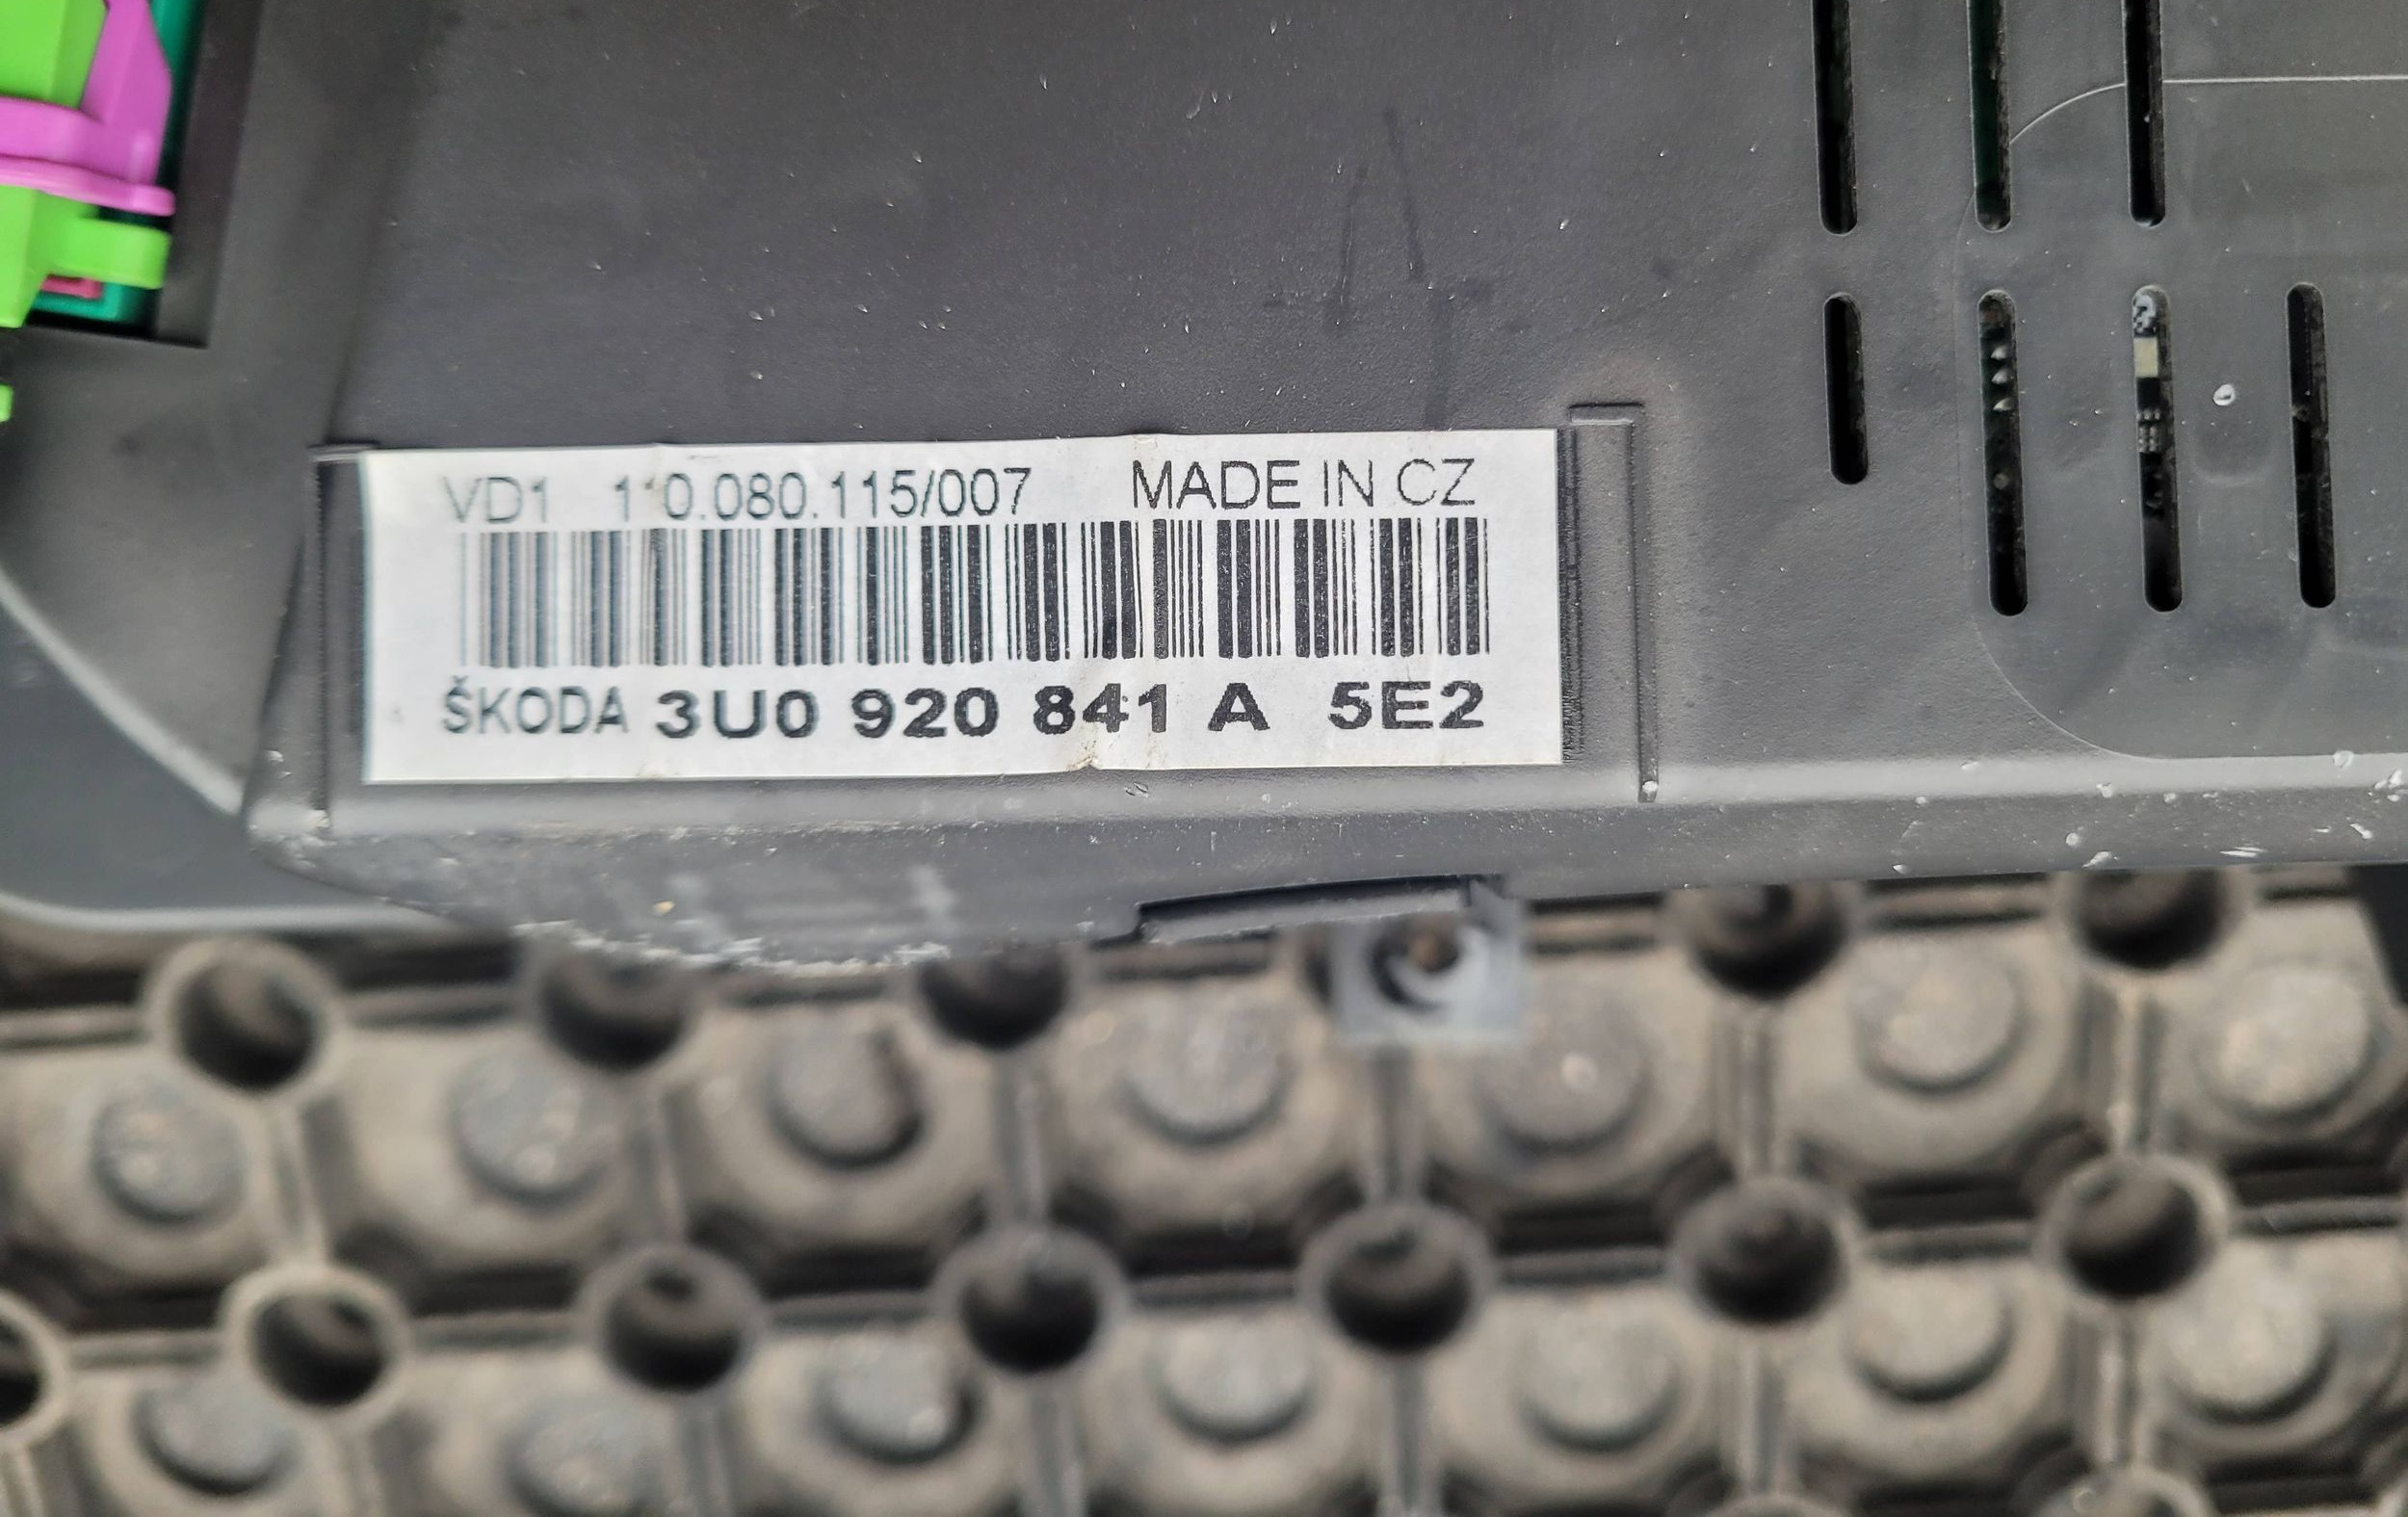 VD1 110.080.115/007 MADE IN CZ
ŠKODA 3U0 920 841 A 5E2